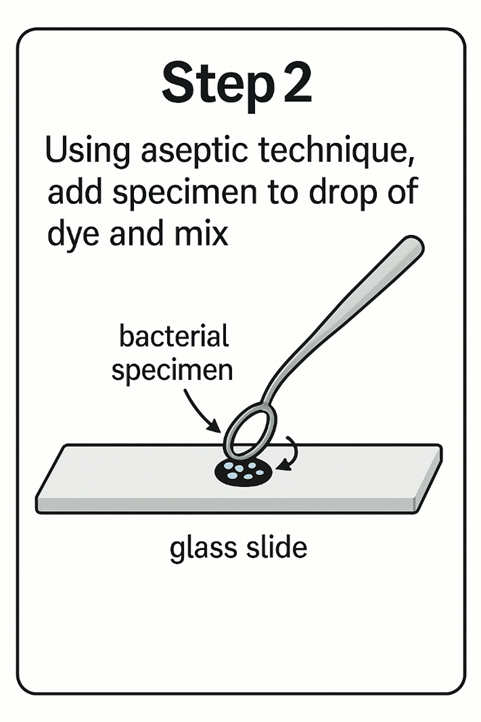 Step 2
Using aseptic technique,
add specimen to drop of
dye and mix
bacterial
specimen
glass slide